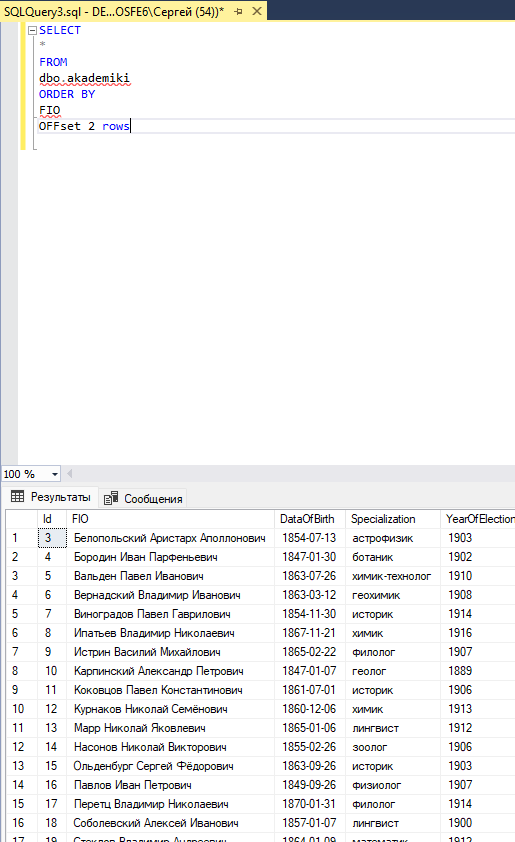 SQLQuery3.sql - DE...OSFE6\Сергей (54))*
SELECT
*
FROM
dbo.akademiki
ORDER BY
FIO
OFFset 2 rows
100 %
Результаты Сообщения
Id FIO DataOfBirth Specialization YearOfElection
1 3 Белопольский Аристарх Аполлонович 1854-07-13 астрофизик 1903
2 4 Бородин Иван Парфеньевич 1847-01-30 ботаник 1902
3 5 Вальден Павел Иванович 1863-07-26 химик-технолог 1910
4 6 Вернадский Владимир Иванович 1863-03-12 геохимик 1908
5 7 Виноградов Павел Гаврилович 1854-11-30 историк 1914
6 8 Ипатьев Владимир Николаевич 1867-11-21 химик 1916
7 9 Истрин Василий Михайлович 1865-02-22 филолог 1907
8 10 Карпинский Александр Петрович 1847-01-07 геолог 1889
9 11 Коковцов Павел Константинович 1861-07-01 историк 1906
10 12 Курнаков Николай Семёнович 1860-12-06 химик 1913
11 13 Марр Николай Яковлевич 1865-01-06 лингвист 1912
12 14 Насонов Николай Викторович 1855-02-26 зоолог 1906
13 15 Ольденбург Сергей Фёдорович 1863-09-26 историк 1903
14 16 Павлов Иван Петрович 1849-09-26 физиолог 1907
15 17 Перетц Владимир Николаевич 1870-01-31 филолог 1914
16 18 Соболевский Алексей Иванович 1857-01-07 лингвист 1900
17 19 Стеклов Владимир Андреевич 1864-01-09 математик 1912